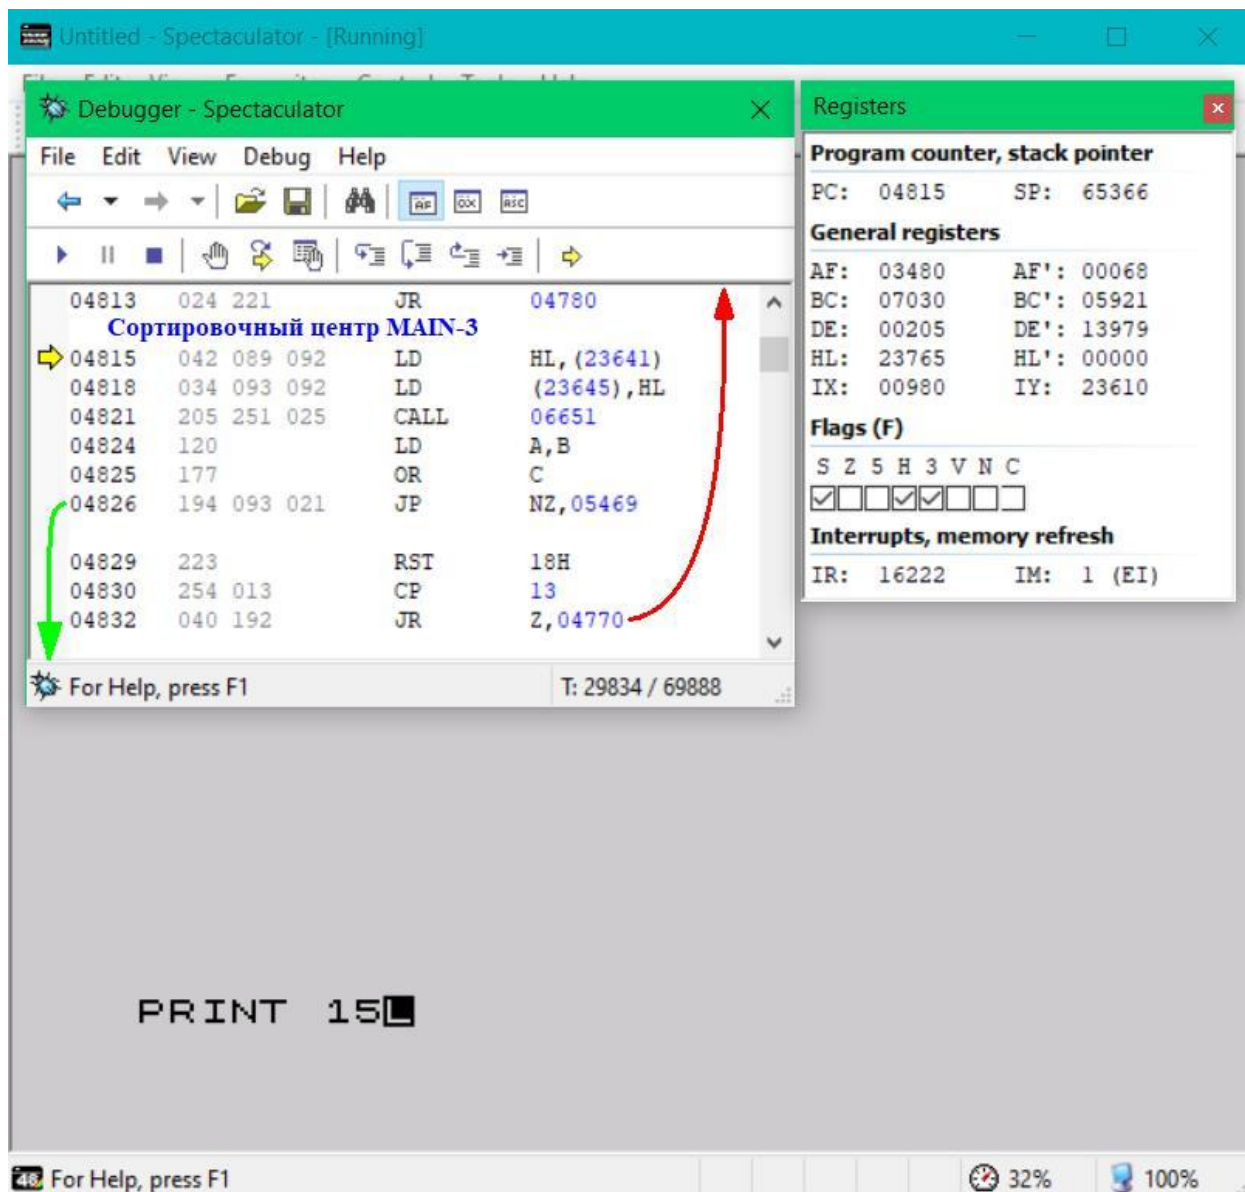 Untitled - Spectaculator - [Running]
Debugger - Spectaculator
File Edit View Debug Help
04813 024 221 JR 04780
Сортировочный центр MAIN-3
04815 042 089 092 LD HL,(23641)
04818 034 093 092 LD (23645),HL
04821 205 251 025 CALL 06651
04824 120 LD A,B
04825 177 OR C
04826 194 093 021 JP NZ,05469
04829 223 RST 18H
04830 254 013 CP 13
04832 040 192 JR Z,04770
For Help, press F1 T: 29834 / 69888
Registers
Program counter, stack pointer
PC: 04815 SP: 65366
General registers
AF: 03480 AF': 00068
BC: 07030 BC': 05921
DE: 00205 DE': 13979
HL: 23765 HL': 00000
IX: 00980 IY: 23610
Flags (F)
S Z 5 H 3 V N C
Interrupts, memory refresh
IR: 16222 IM: 1 (EI)
PRINT 15L
For Help, press F1 32% 100%